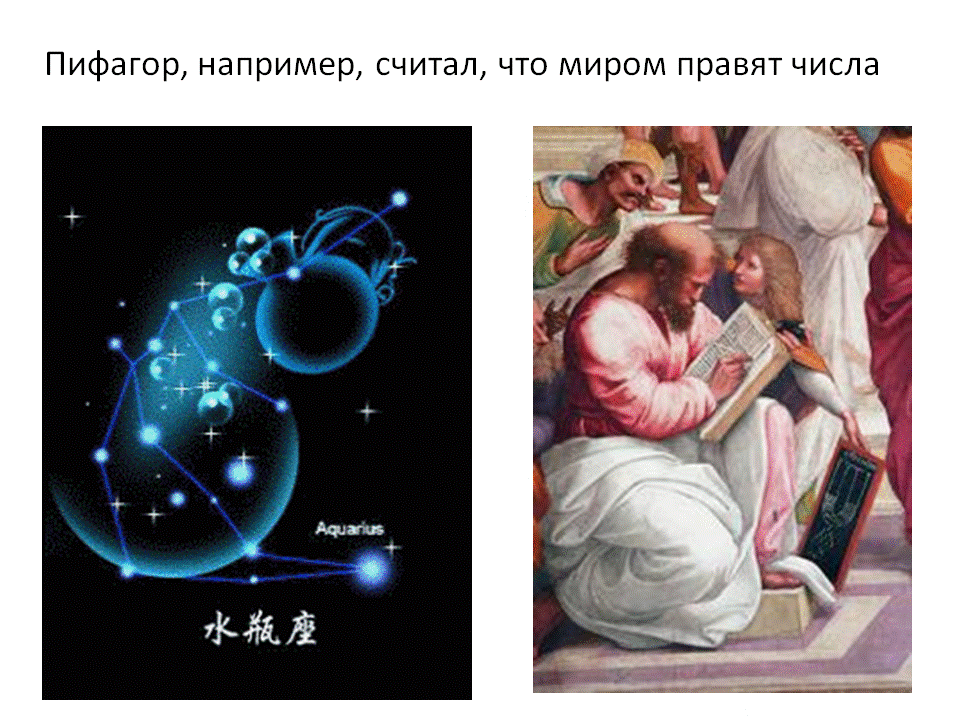 Пифагор, например, считал, что миром правят числа
Aquarius
水瓶座